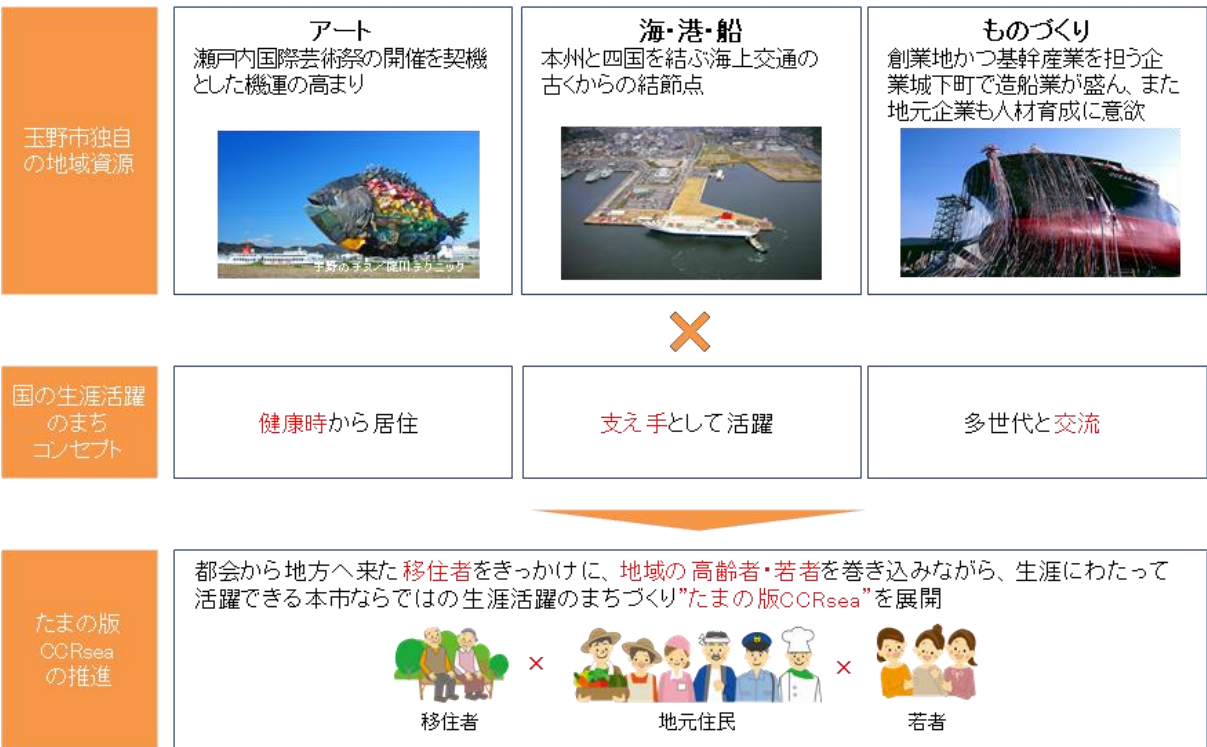 玉野市独自
の地域資源
アート
瀬戸内国際芸術祭の開催を契機
とした機運の高まり
宇野のチヌ／淀川テクニック
海・港・船
本州と四国を結ぶ海上交通の
古くからの結節点
ものづくり
創業地かつ基幹産業を担う企
業城下町で造船業が盛ん、また
地元企業も人材育成に意欲
国の生涯活躍
のまち
コンセプト
健康時から居住
支え手として活躍
多世代と交流
たまの版
CCRsea
の推進
都会から地方へ来た移住者をきっかけに、地域の高齢者・若者を巻き込みながら、生涯にわたって
活躍できる本市ならではの生涯活躍のまちづくり”たまの版CCRsea”を展開
×
×
移住者
地元住民
若者